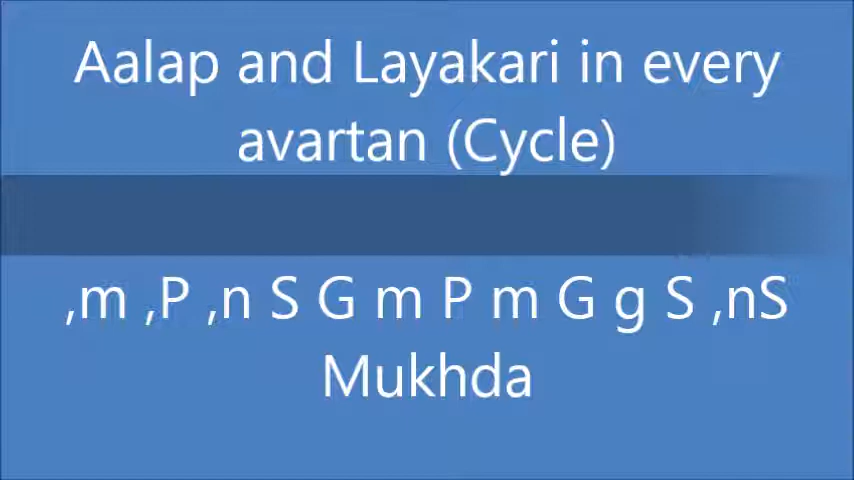 Aalap and Layakari in every
avartan (Cycle)
,m ,P ,n S G m P m G g S ,nS
Mukhda